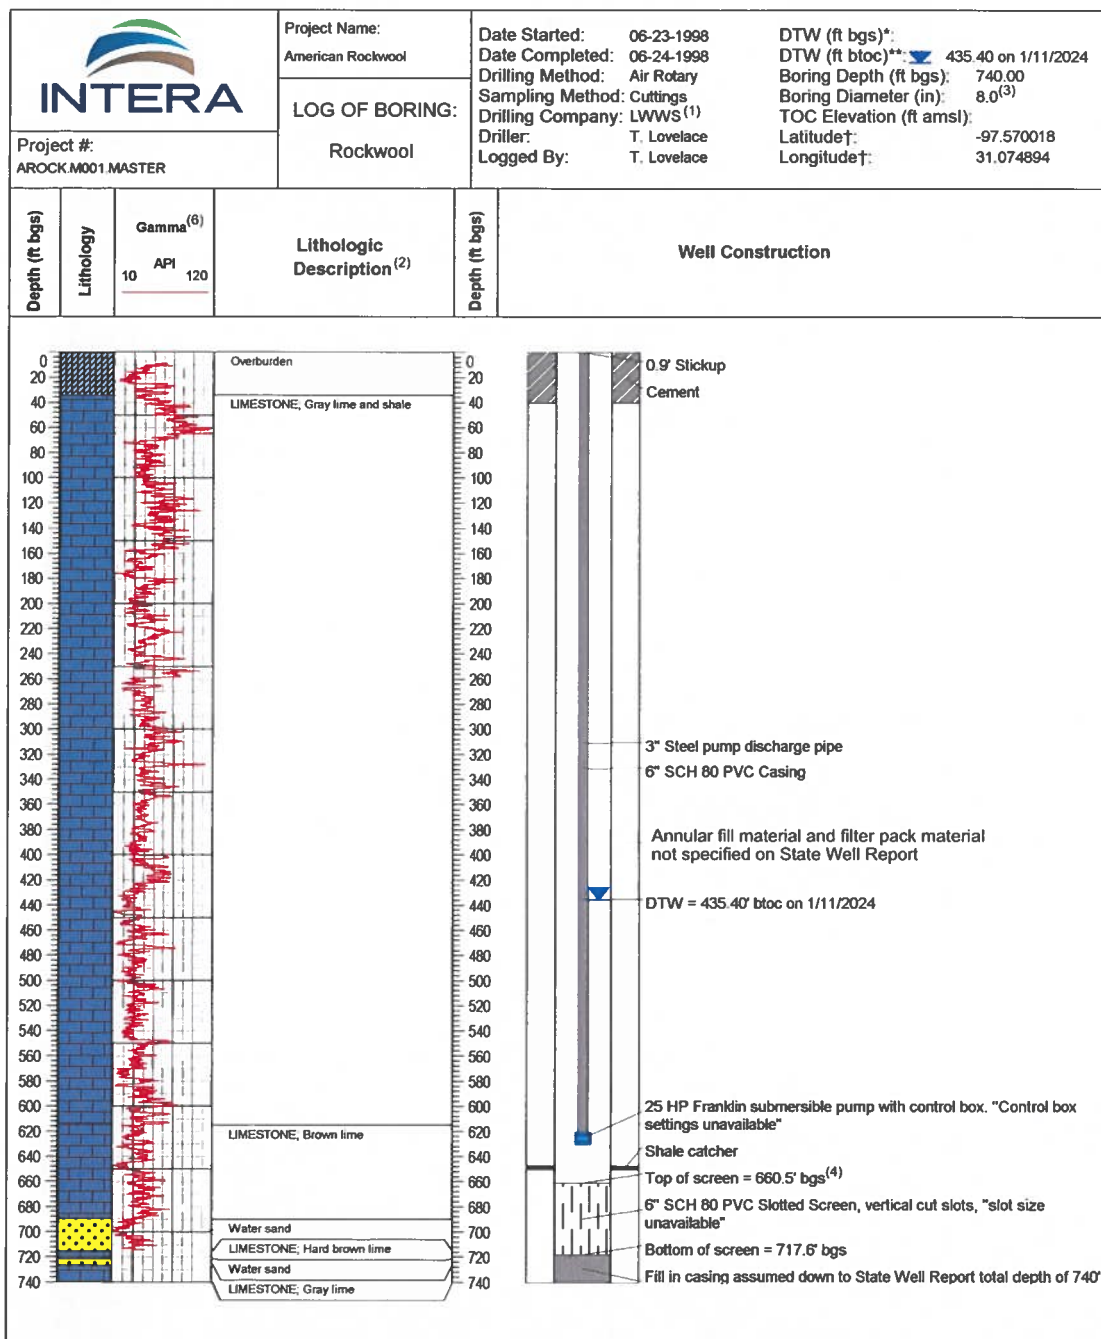 INTERA
Project #:
AROCK.M001.MASTER
Project Name:
American Rockwool
LOG OF BORING:
Rockwool
Date Started: 06-23-1998
Date Completed: 06-24-1998
Drilling Method: Air Rotary
Sampling Method: Cuttings
Drilling Company: LWWS(1)
Driller: T. Lovelace
Logged By: T. Lovelace
DTW (ft bgs)*:
DTW (ft btoc)**: 435.40 on 1/11/2024
Boring Depth (ft bgs): 740.00
Boring Diameter (in): 8.0(3)
TOC Elevation (ft amsl):
Latitude†: -97.570018
Longitude†: 31.074894
Depth (ft bgs)
Lithology
Gamma(6)
API
10 120
Lithologic
Description(2)
Depth (ft bgs)
Well Construction
0
20
40
60
80
100
120
140
160
180
200
220
240
260
280
300
320
340
360
380
400
420
440
460
480
500
520
540
560
580
600
620
640
660
680
700
720
740
Overburden
LIMESTONE; Gray lime and shale
LIMESTONE; Brown lime
Water sand
LIMESTONE; Hard brown lime
Water sand
LIMESTONE; Gray lime
0
20
40
60
80
100
120
140
160
180
200
220
240
260
280
300
320
340
360
380
400
420
440
460
480
500
520
540
560
580
600
620
640
660
680
700
720
740
0.9' Stickup
Cement
3" Steel pump discharge pipe
6" SCH 80 PVC Casing
Annular fill material and filter pack material
not specified on State Well Report
DTW = 435.40' btoc on 1/11/2024
25 HP Franklin submersible pump with control box. "Control box
settings unavailable"
Shale catcher
Top of screen = 660.5' bgs(4)
6" SCH 80 PVC Slotted Screen, vertical cut slots, "slot size
unavailable"
Bottom of screen = 717.6' bgs
Fill in casing assumed down to State Well Report total depth of 740'